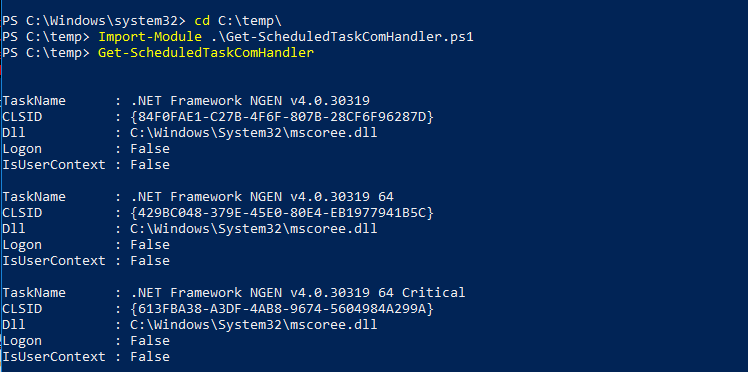 PS C:\Windows\system32> cd C:\temp\
PS C:\temp> Import-Module .\Get-ScheduledTaskComHandler.ps1
PS C:\temp> Get-ScheduledTaskComHandler
TaskName      : .NET Framework NGEN v4.0.30319
CLSID         : {84F0FAE1-C27B-4F6F-807B-28CF6F96287D}
Dll           : C:\Windows\System32\mscoree.dll
Logon         : False
IsUserContext : False
TaskName      : .NET Framework NGEN v4.0.30319 64
CLSID         : {429BC048-379E-45E0-80E4-EB1977941B5C}
Dll           : C:\Windows\System32\mscoree.dll
Logon         : False
IsUserContext : False
TaskName      : .NET Framework NGEN v4.0.30319 64 Critical
CLSID         : {613FBA38-A3DF-4AB8-9674-5604984A299A}
Dll           : C:\Windows\System32\mscoree.dll
Logon         : False
IsUserContext : False